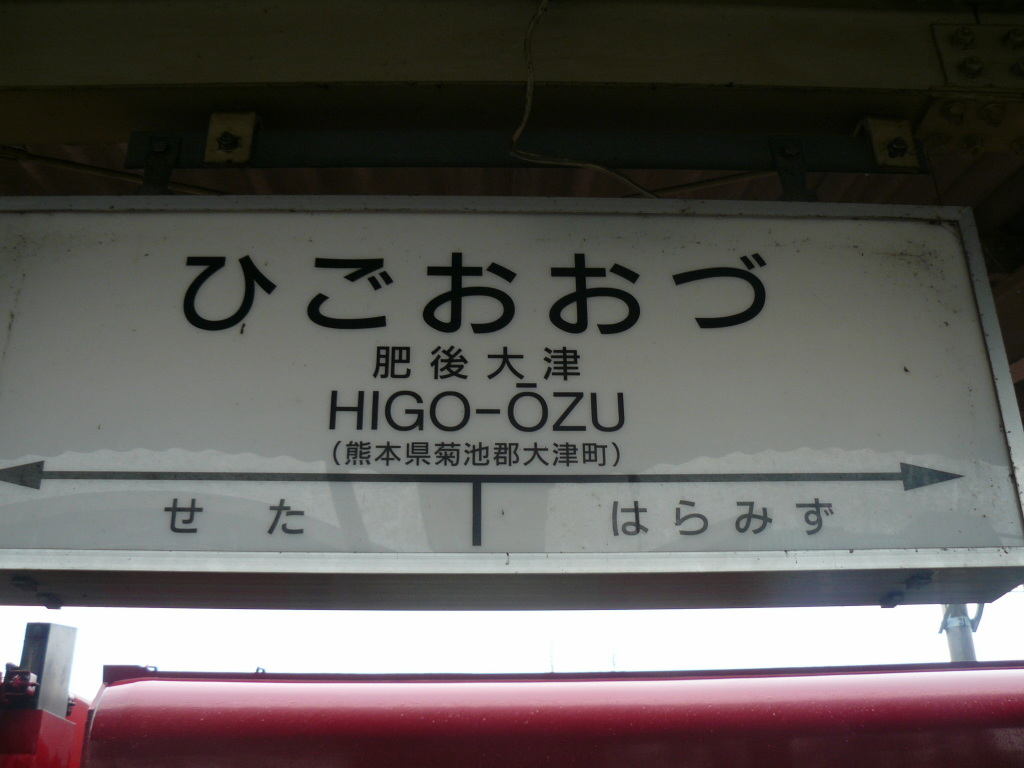 ひごおおづ
肥後大津
HIGO-ŌZU
（熊本県菊池郡大津町）
せた はらみず